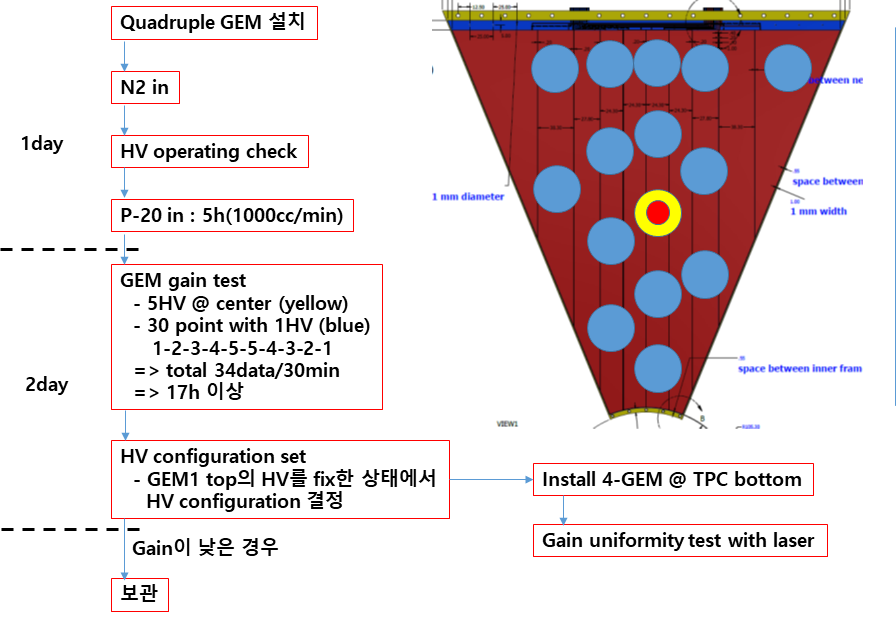 Quadruple GEM 설치
N2 in
1day
HV operating check
P-20 in : 5h(1000cc/min)
GEM gain test
- 5HV @ center (yellow)
- 30 point with 1HV (blue)
1-2-3-4-5-5-4-3-2-1
=> total 34data/30min
=> 17h 이상
2day
HV configuration set
- GEM1 top의 HV를 fix한 상태에서
HV configuration 결정
Install 4-GEM @ TPC bottom
Gain uniformity test with laser
Gain이 낮은 경우
보관
between ne
space between
1 mm width
1 mm diameter
space between inner fram
VIEW1
B